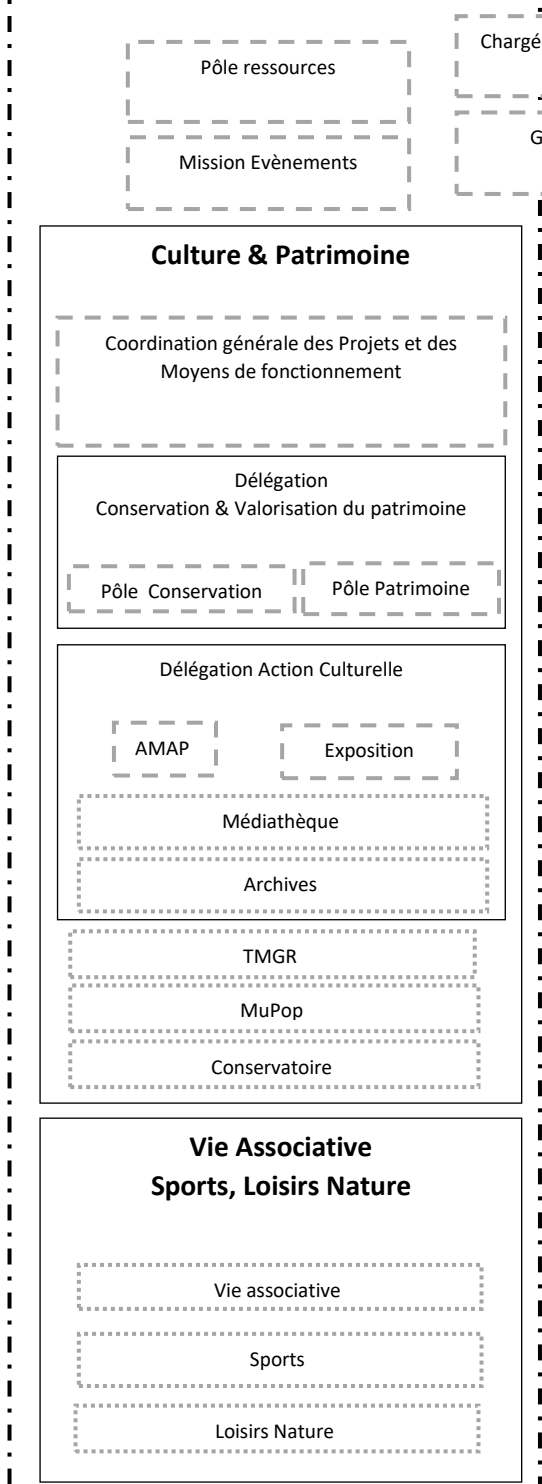 Chargé
Pôle ressources
G
Mission Evènements
Culture & Patrimoine
Coordination générale des Projets et des
Moyens de fonctionnement
Délégation
Conservation & Valorisation du patrimoine
Pôle Conservation
Pôle Patrimoine
Délégation Action Culturelle
AMAP
Exposition
Médiathèque
Archives
TMGR
MuPop
Conservatoire
Vie Associative
Sports, Loisirs Nature
Vie associative
Sports
Loisirs Nature